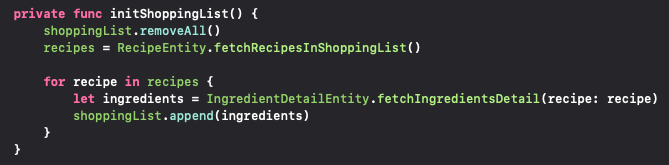 private func initShoppingList() {
    shoppingList.removeAll()
    recipes = RecipeEntity.fetchRecipesInShoppingList()

    for recipe in recipes {
        let ingredients = IngredientDetailEntity.fetchIngredientsDetail(recipe: recipe)
        shoppingList.append(ingredients)
    }
}